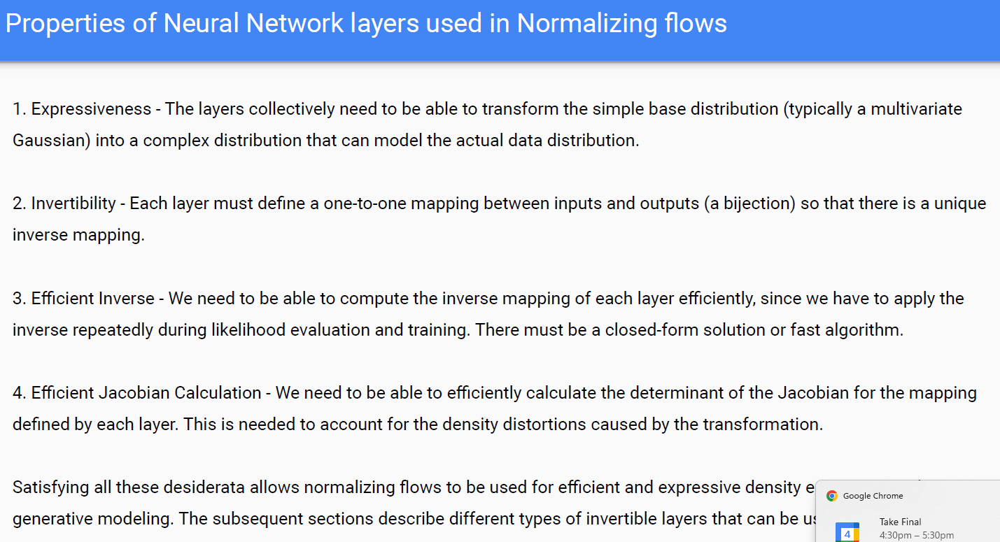 Properties of Neural Network layers used in Normalizing flows
1. Expressiveness - The layers collectively need to be able to transform the simple base distribution (typically a multivariate
Gaussian) into a complex distribution that can model the actual data distribution.
2. Invertibility - Each layer must define a one-to-one mapping between inputs and outputs (a bijection) so that there is a unique
inverse mapping.
3. Efficient Inverse - We need to be able to compute the inverse mapping of each layer efficiently, since we have to apply the
inverse repeatedly during likelihood evaluation and training. There must be a closed-form solution or fast algorithm.
4. Efficient Jacobian Calculation - We need to be able to efficiently calculate the determinant of the Jacobian for the mapping
defined by each layer. This is needed to account for the density distortions caused by the transformation.
Satisfying all these desiderata allows normalizing flows to be used for efficient and expressive density
generative modeling. The subsequent sections describe different types of invertible layers that can be
Google Chrome
4
Take Final
4:30pm – 5:30pm